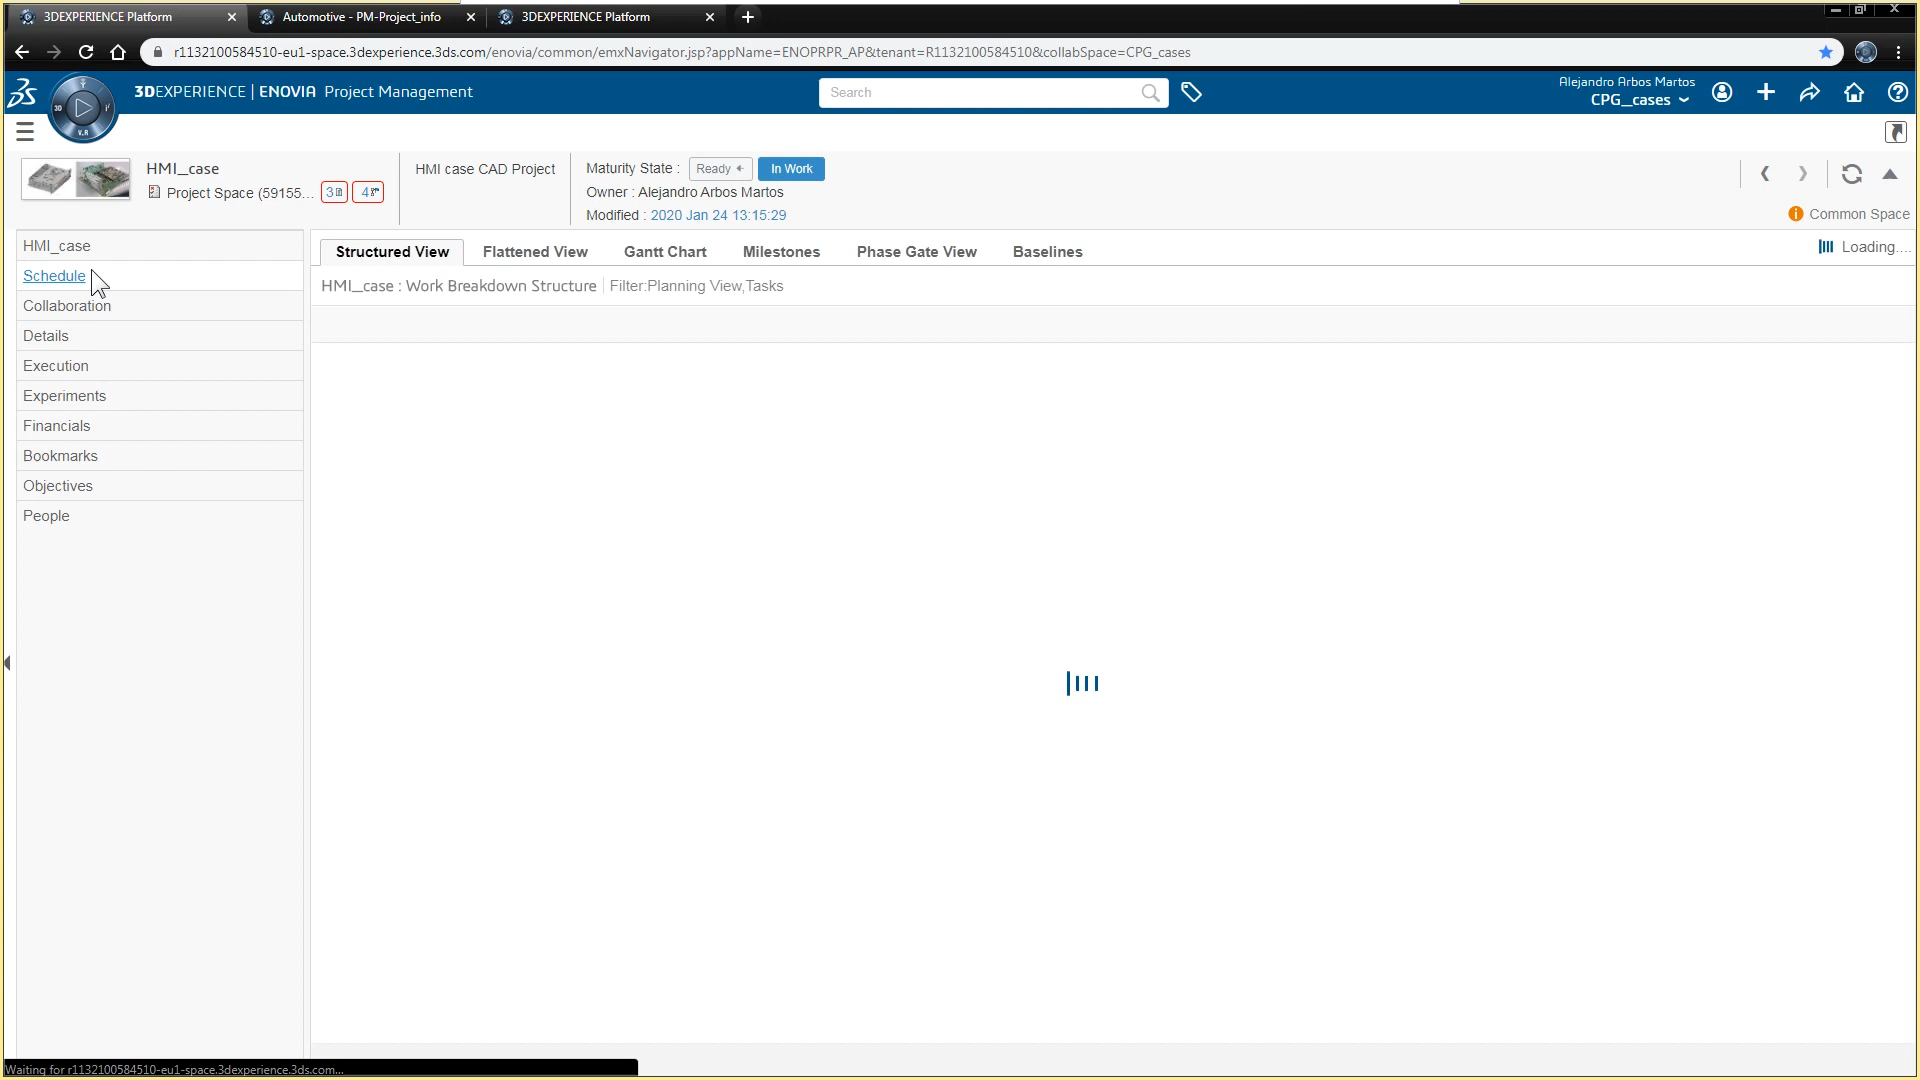 3DEXPERIENCE Platform
Automotive - PM-Project_info
3DEXPERIENCE Platform
r1132100584510-eu1-space.3dexperience.3ds.com/enovia/common/emxNavigator.jsp?appName=ENOPRPR_AP&tenant=R1132100584510&collabSpace=CPG_cases
3DEXPERIENCE | ENOVIA Project Management
Search
Alejandro Arbos Martos
CPG_cases
3D
V.R
HMI_case
Project Space (59155...
3
4
HMI case CAD Project
Maturity State : Ready In Work
Owner : Alejandro Arbos Martos
Modified : 2020 Jan 24 13:15:29
Common Space
HMI_case
Schedule
Collaboration
Details
Execution
Experiments
Financials
Bookmarks
Objectives
People
Structured View Flattened View Gantt Chart Milestones Phase Gate View Baselines
Loading....
HMI_case : Work Breakdown Structure Filter:Planning View,Tasks
Waiting for r1132100584510-eu1-space.3dexperience.3ds.com...